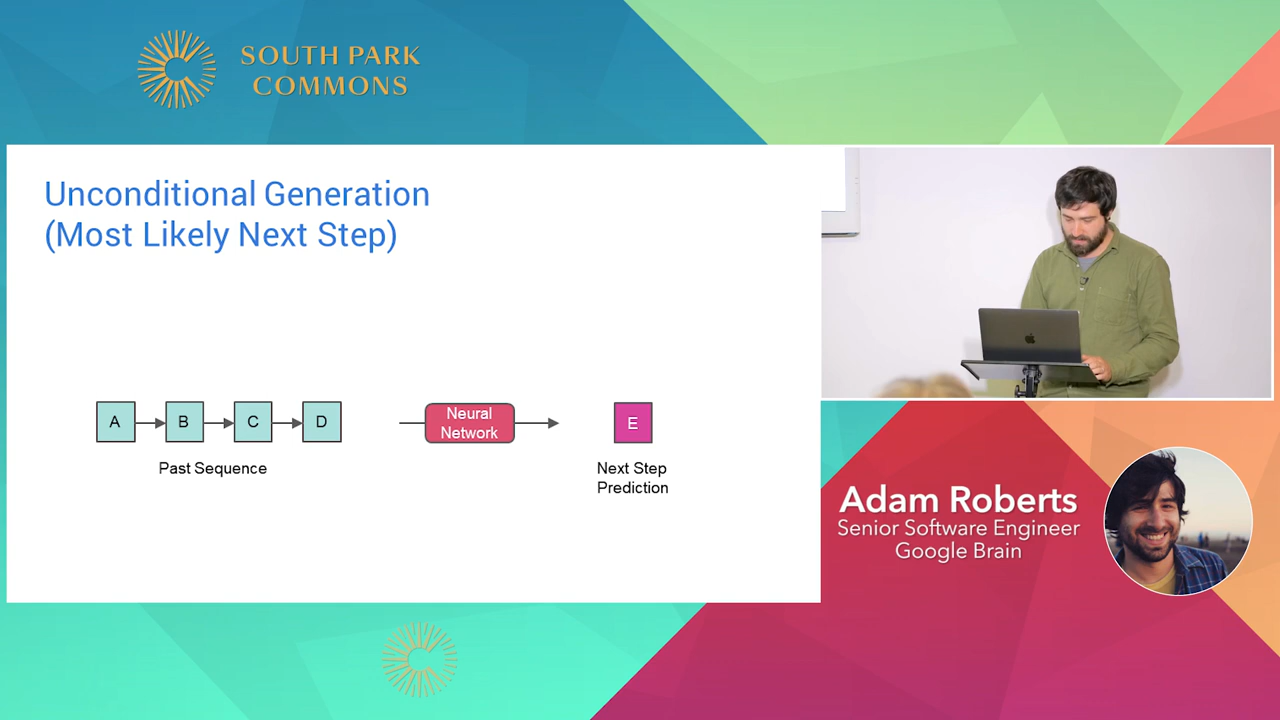 SOUTH PARK
COMMONS
Unconditional Generation
(Most Likely Next Step)
A
B
C
D
Neural
Network
E
Past Sequence
Next Step
Prediction
Adam Roberts
Senior Software Engineer
Google Brain